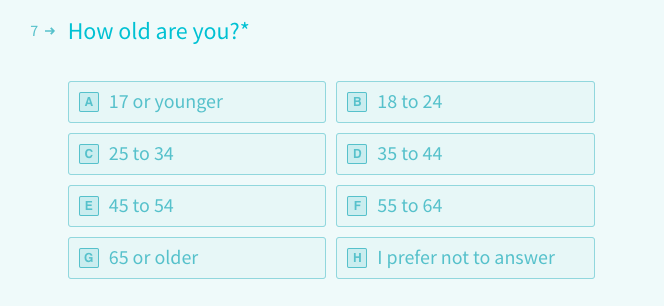 7 → How old are you?*
A 17 or younger
B 18 to 24
C 25 to 34
D 35 to 44
E 45 to 54
F 55 to 64
G 65 or older
H I prefer not to answer